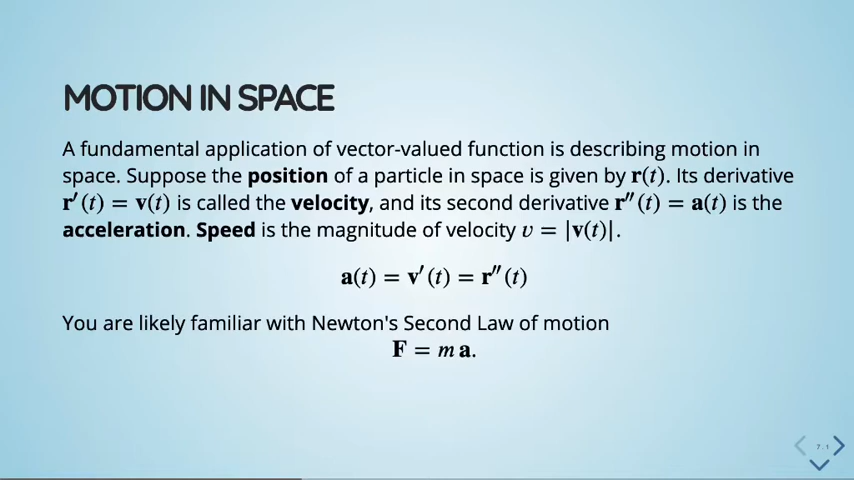 MOTION IN SPACE
A fundamental application of vector-valued function is describing motion in
space. Suppose the position of a particle in space is given by r(t). Its derivative
r′(t) = v(t) is called the velocity, and its second derivative r″(t) = a(t) is the
acceleration. Speed is the magnitude of velocity v = |v(t)|.
a(t) = v′(t) = r″(t)
You are likely familiar with Newton's Second Law of motion
F = m a.
7.1